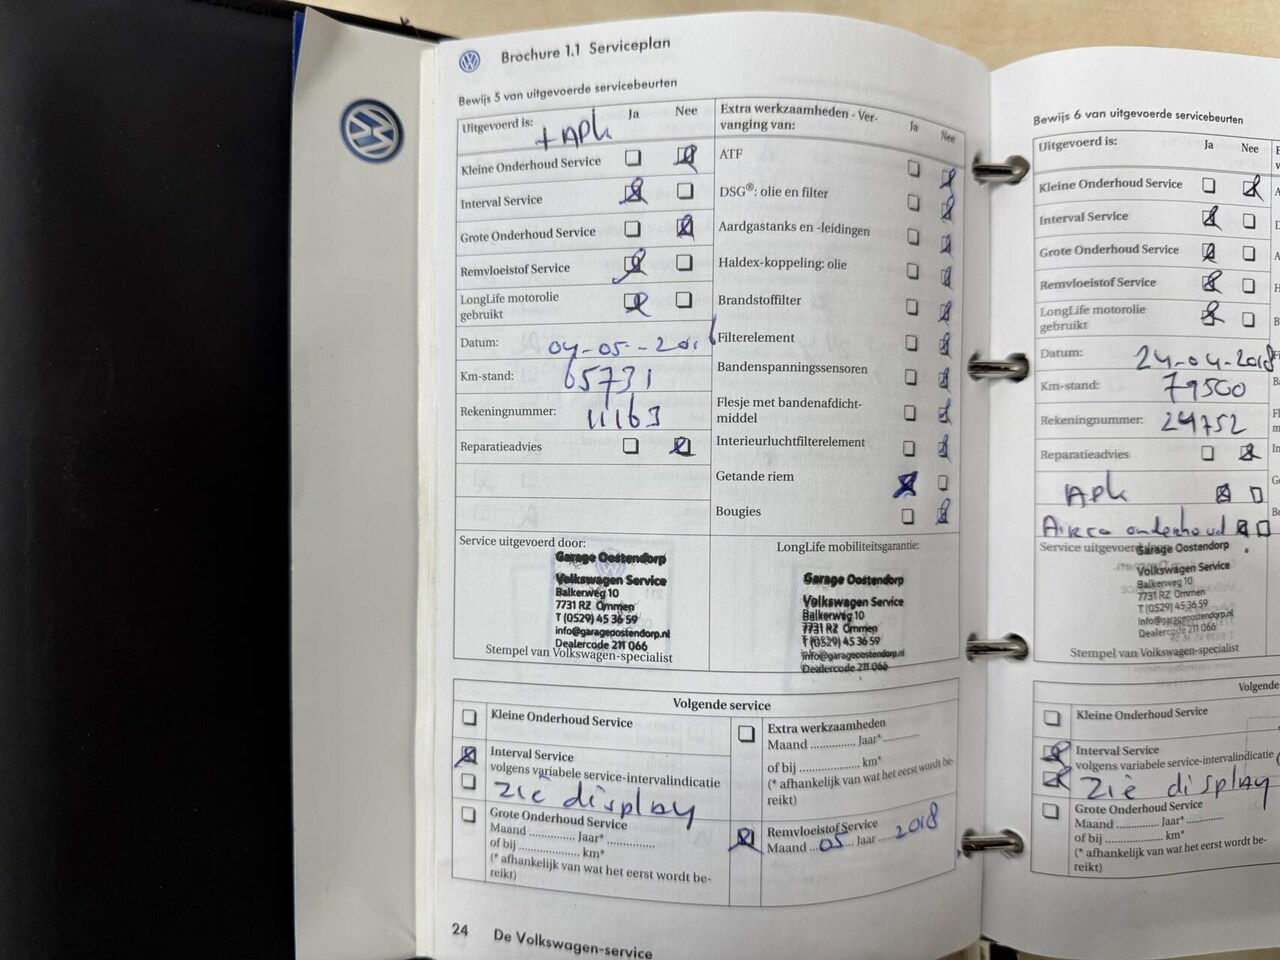 Brochure 1.1 Serviceplan
Bewijs 5 van uitgevoerde servicebeurten
Uitgevoerd is: Ja Nee
+ APK
Kleine Onderhoud Service
Interval Service
Grote Onderhoud Service
Remvloeistof Service
LongLife motorolie
gebruikt
Datum: 04-05-2016
Km-stand: 65731
Rekeningnummer: 11163
Reparatieadvies
Extra werkzaamheden - Ver-
vanging van: Ja Nee
ATF
DSG®: olie en filter
Aardgastanks en -leidingen
Haldex-koppeling: olie
Brandstoffilter
Filterelement
Bandenspanningssensoren
Flesje met bandenafdicht-
middel
Interieurluchtfilterelement
Getande riem
Bougies
Service uitgevoerd door:
Garage Oostendorp
Volkswagen Service
Balkerweg 10
7731 RZ Ommen
T (0529) 45 36 59
info@garageoostendorp.nl
Dealercode 211 066
Stempel van Volkswagen-specialist
LongLife mobiliteitsgarantie:
Garage Oostendorp
Volkswagen Service
Balkerweg 10
7731 RZ Ommen
T (0529) 45 36 59
info@garageoostendorp.nl
Dealercode 211 066
Volgende service
Kleine Onderhoud Service
Interval Service
volgens variabele service-intervalindicatie
zie display
Grote Onderhoud Service
Maand ............... Jaar* ...............
of bij ................... km*
(* afhankelijk van wat het eerst wordt be-
reikt)
Extra werkzaamheden
Maand ............... Jaar* ............
of bij ................... km*
(* afhankelijk van wat het eerst wordt be-
reikt)
Remvloeistof Service
Maand ...05... Jaar ....2018
24 De Volkswagen-service
Bewijs 6 van uitgevoerde servicebeurten
Uitgevoerd is: Ja Nee
Kleine Onderhoud Service
Interval Service
Grote Onderhoud Service
Remvloeistof Service
LongLife motorolie
gebruikt
Datum: 24-04-2018
Km-stand: 79500
Rekeningnummer: 24752
Reparatieadvies
APK
Airco onderhoud
Service uitgevoerd
Garage Oostendorp
Volkswagen Service
Balkerweg 10
7731 RZ Ommen
T (0529) 45 36 59
info@garageoostendorp.nl
Dealercode 211 066
Stempel van Volkswagen-specialist
Volgende
Kleine Onderhoud Service
Interval Service
volgens variabele service-intervalindicatie
zie display
Grote Onderhoud Service
Maand ............... Jaar* ...............
of bij ................... km*
(* afhankelijk van wat het eerst wordt be-
reikt)